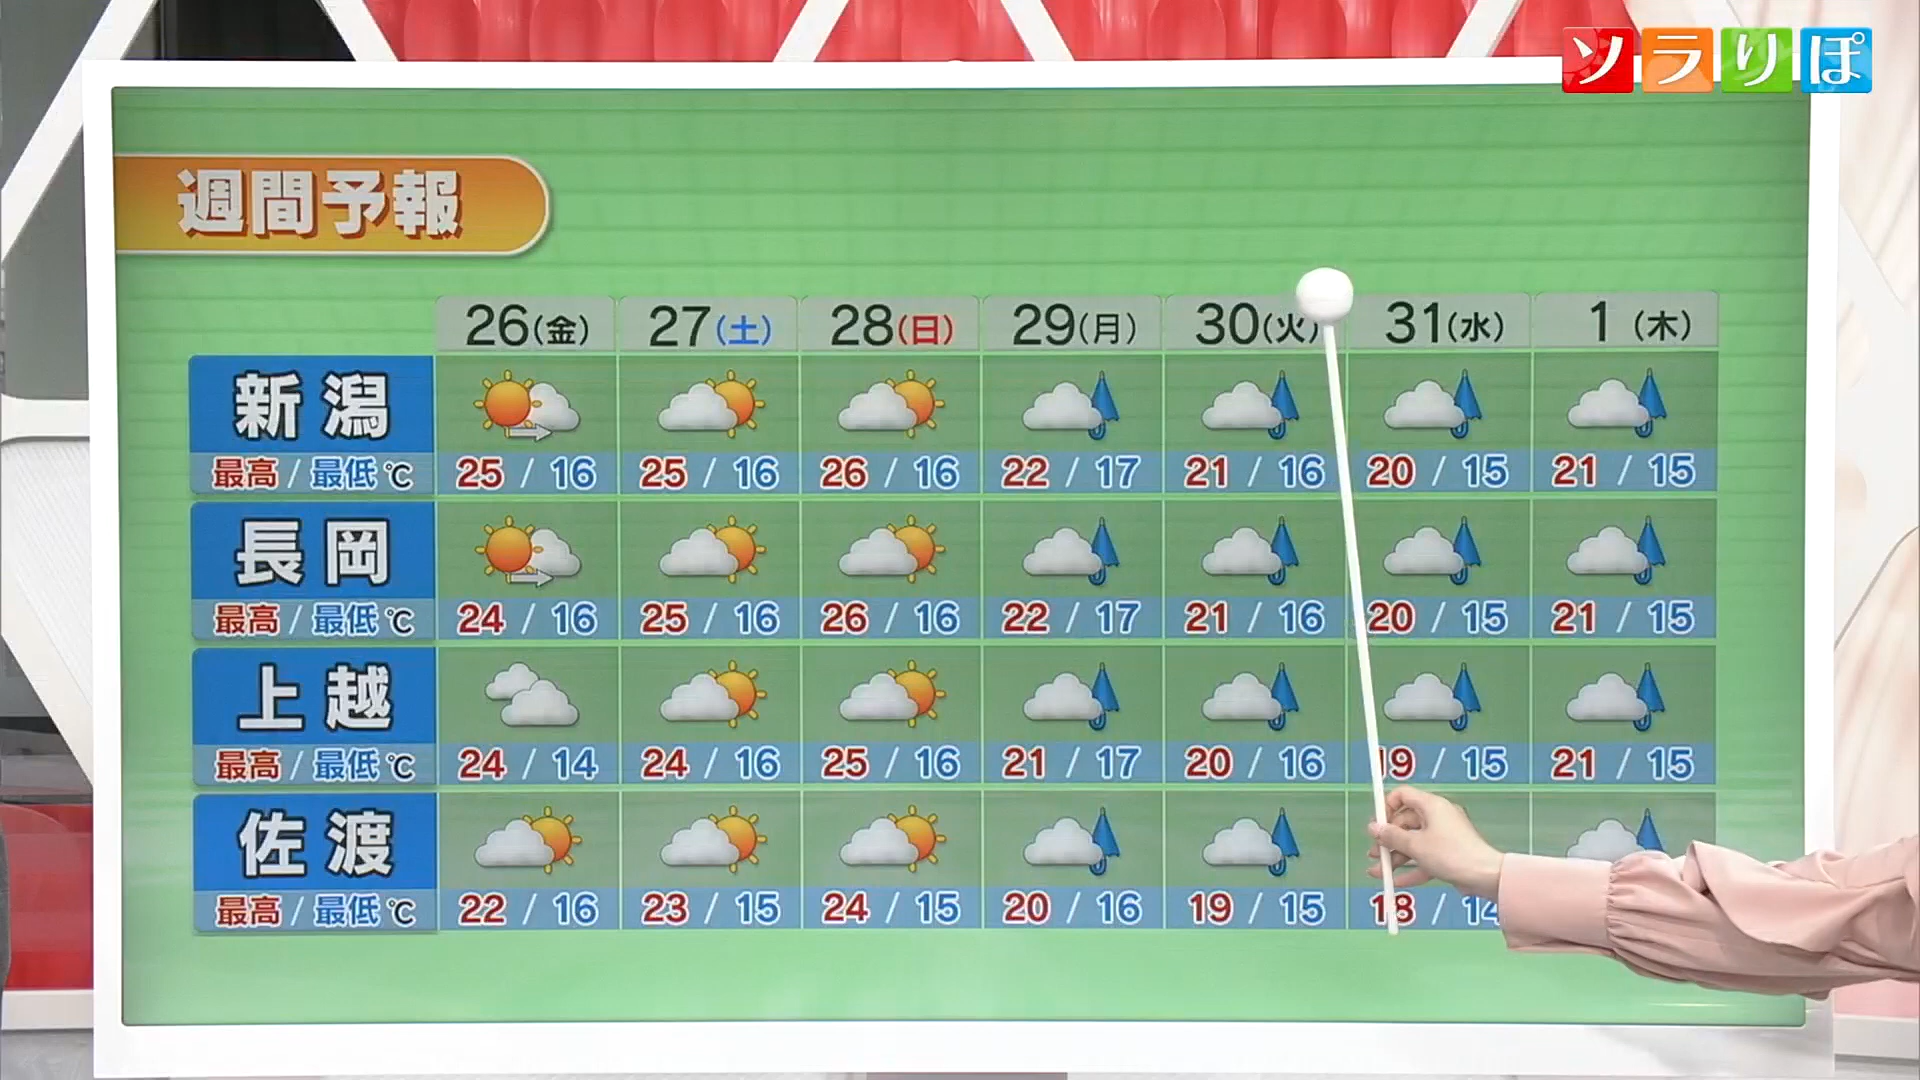 ソラりぽ
週間予報
26(金) 27(土) 28(日) 29(月) 30(火) 31(水) 1(木)
新潟
最高/最低℃ 25/16 25/16 26/16 22/17 21/16 20/15 21/15
長岡
最高/最低℃ 24/16 25/16 26/16 22/17 21/16 20/15 21/15
上越
最高/最低℃ 24/14 24/16 25/16 21/17 20/16 19/15 21/15
佐渡
最高/最低℃ 22/16 23/15 24/15 20/16 19/15 18/14